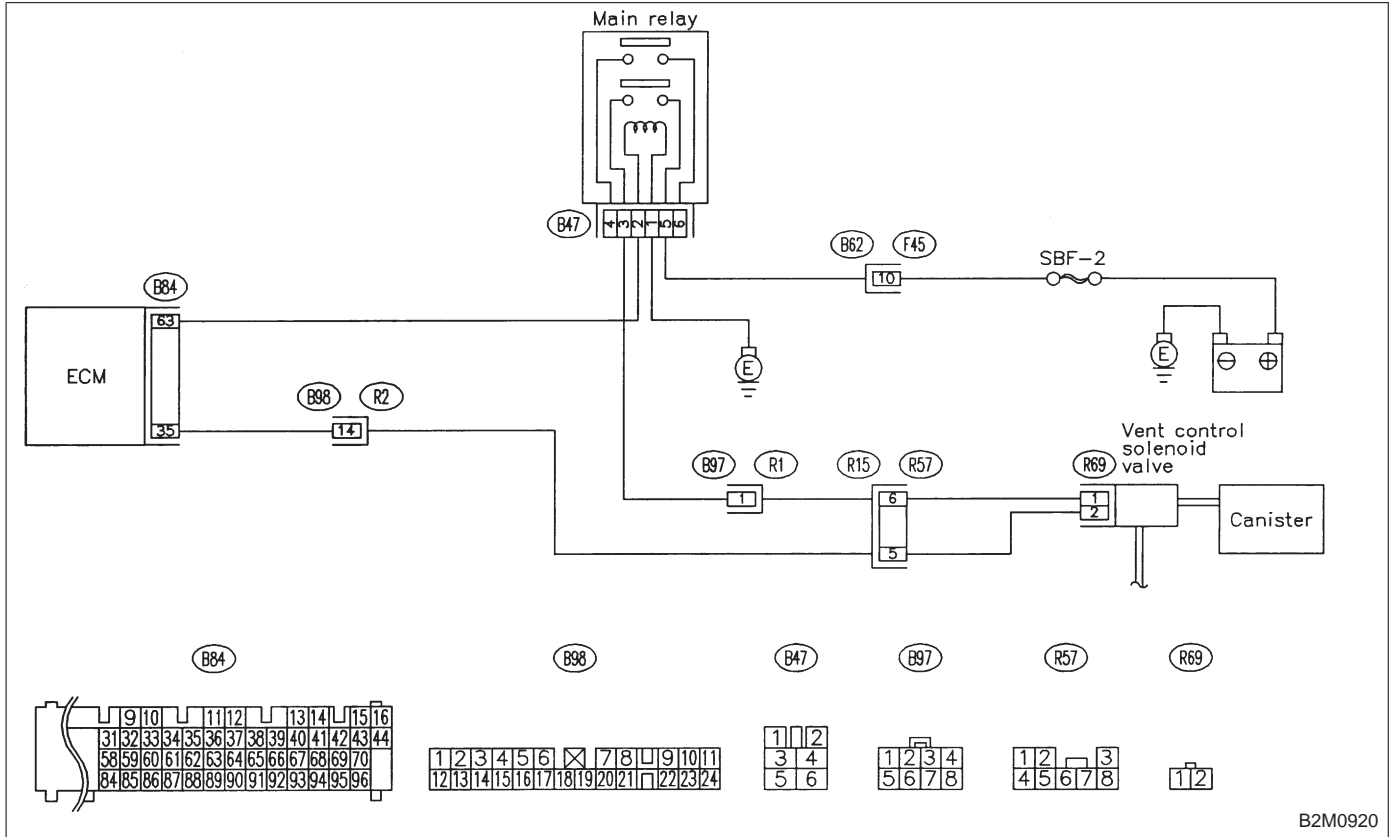 Main relay
B47
4 3 2 1 5 6
B62 F45
SBF-2
10
B84
63
E
E
⊖ ⊕
ECM
B98 R2
35
14
Vent control
solenoid
valve
B97 R1 R15 R57 R69
1
6
1
2
Canister
5
B84 B98 B47 B97 R57 R69
9 10 11 12 13 14 15 16
31 32 33 34 35 36 37 38 39 40 41 42 43 44
58 59 60 61 62 63 64 65 66 67 68 69 70
84 85 86 87 88 89 90 91 92 93 94 95 96
1 2 3 4 5 6 7 8 9 10 11
12 13 14 15 16 17 18 19 20 21 22 23 24
1 2
3 4
5 6
1 2 3 4
5 6 7 8
1 2 3
4 5 6 7 8
1 2
B2M0920